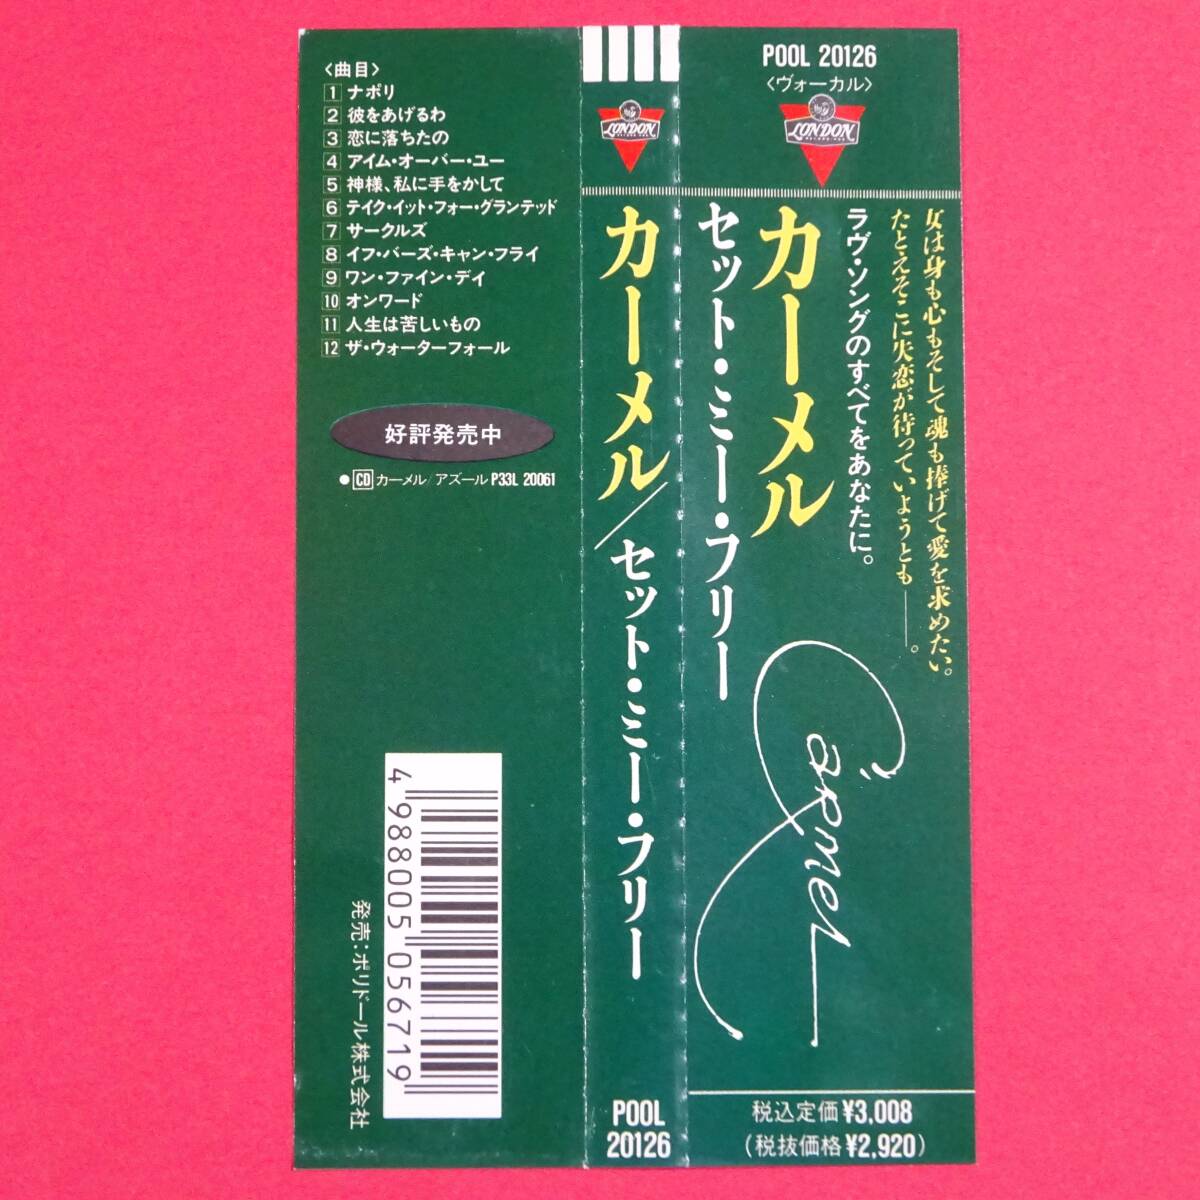 〈曲目〉
1 ナポリ
2 彼をあげるわ
3 恋に落ちたの
4 アイム・オーバー・ユー
5 神様、私に手をかして
6 テイク・イット・フォー・グランテッド
7 サークルズ
8 イフ・バーズ・キャン・フライ
9 ワン・ファイン・デイ
10 オンワード
11 人生は苦しいもの
12 ザ・ウォーターフォール
好評発売中
●CD カーメル/アズール P33L 20061
4 988005 056719
発売:ポリドール株式会社
LONDON
カーメル/セット・ミー・フリー
POOL
20126
POOL 20126
〈ヴォーカル〉
LONDON
RECORDINGS
女は身も心もそして魂も捧げて愛を求めたい。
たとえそこに失恋が待っていようとも──。
ラヴ・ソングのすべてをあなたに。
カーメル
セット・ミー・フリー
Carmel
税込定価¥3,008
(税抜価格¥2,920)